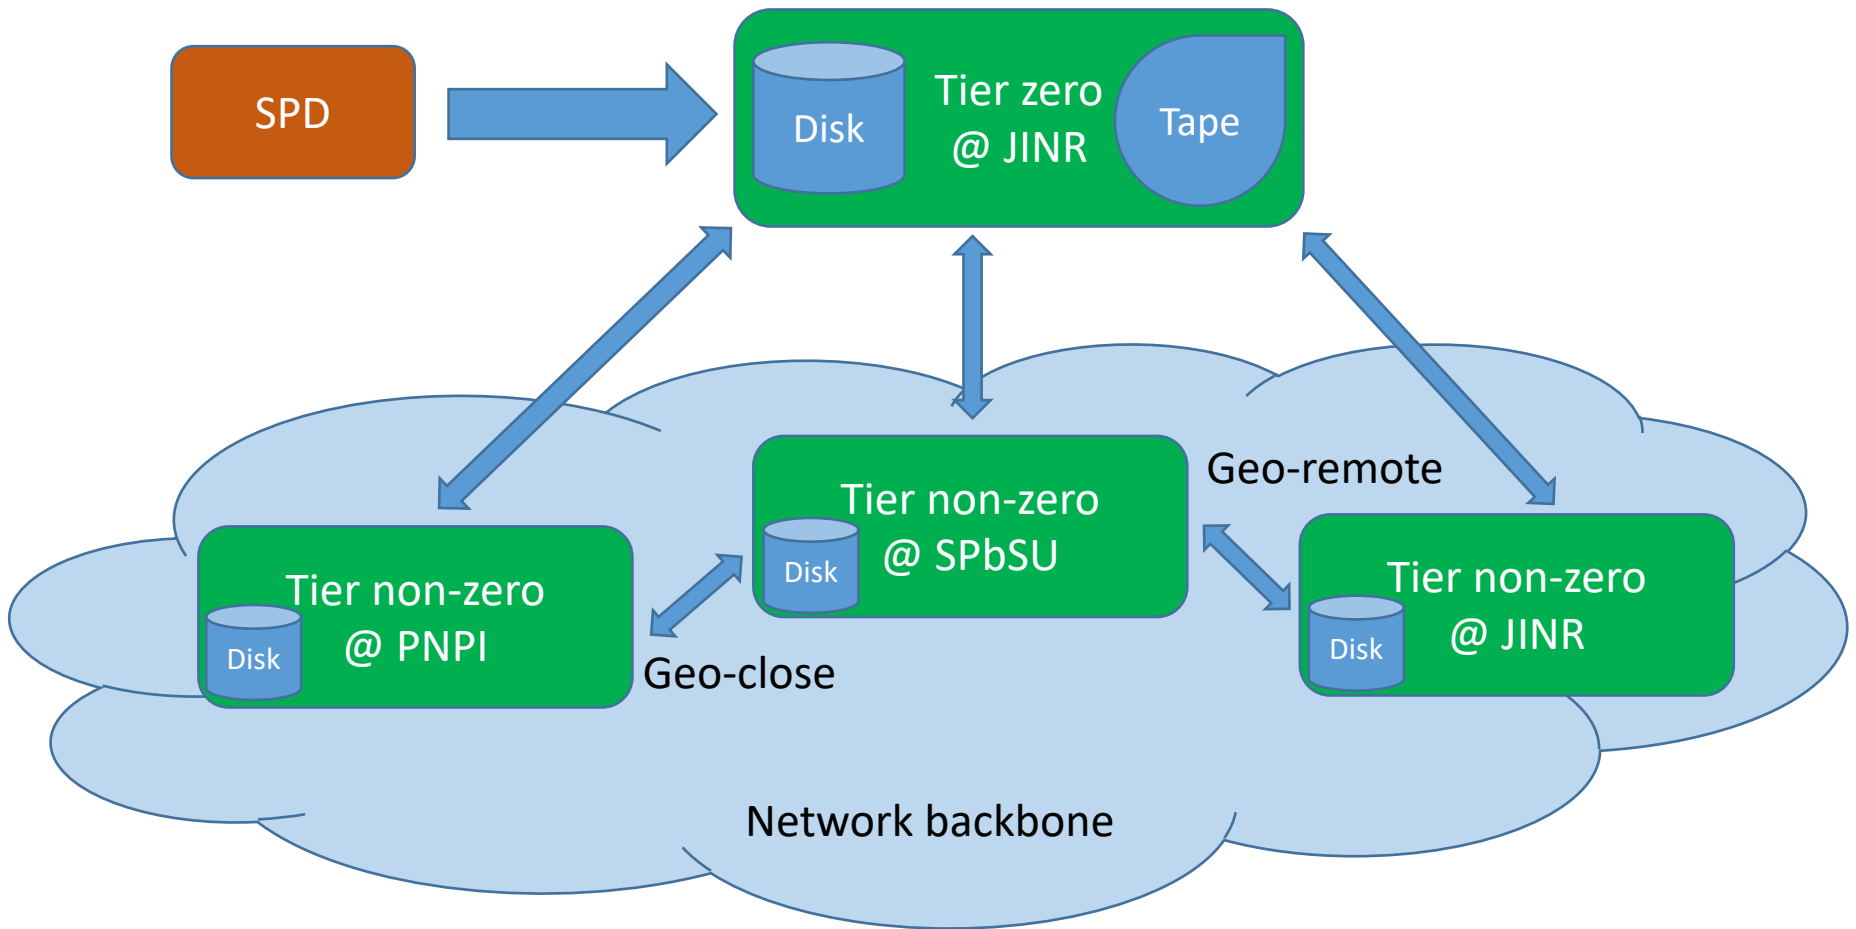 SPD
Disk
Tier zero
@ JINR
Tape
Geo-remote
Tier non-zero
@ SPbSU
Disk
Tier non-zero
@ PNPI
Disk
Tier non-zero
@ JINR
Disk
Geo-close
Network backbone